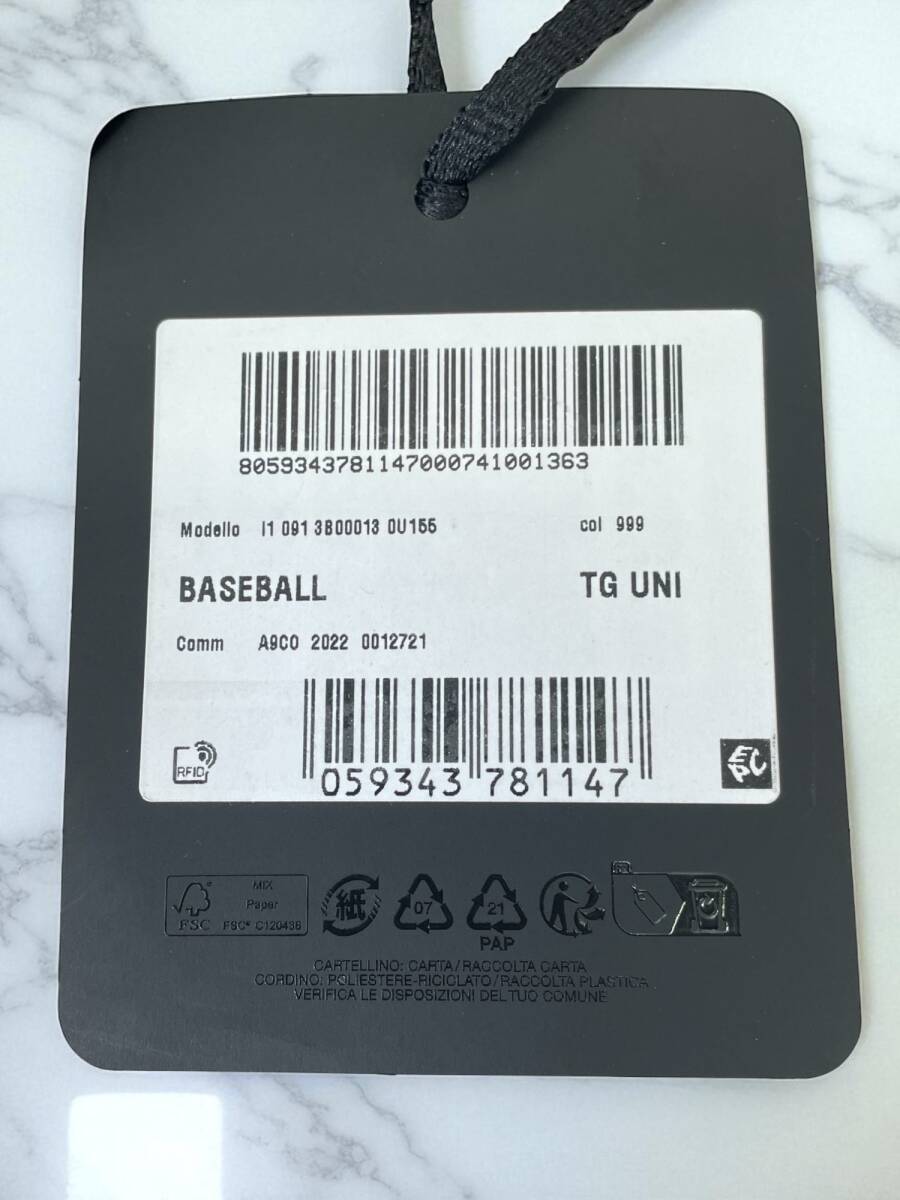 8059343781147000741001363
Modello I1 091 3B00013 0U155 col 999
BASEBALL TG UNI
Comm A9C0 2022 0012721
RFID
EPC
059343 781147
MIX
Paper
FSC
FSC® C120436
紙
07
21
PAP
CARTELLINO: CARTA/RACCOLTA CARTA
CORDINO: POLIESTERE-RICICLATO/RACCOLTA PLASTICA
VERIFICA LE DISPOSIZIONI DEL TUO COMUNE